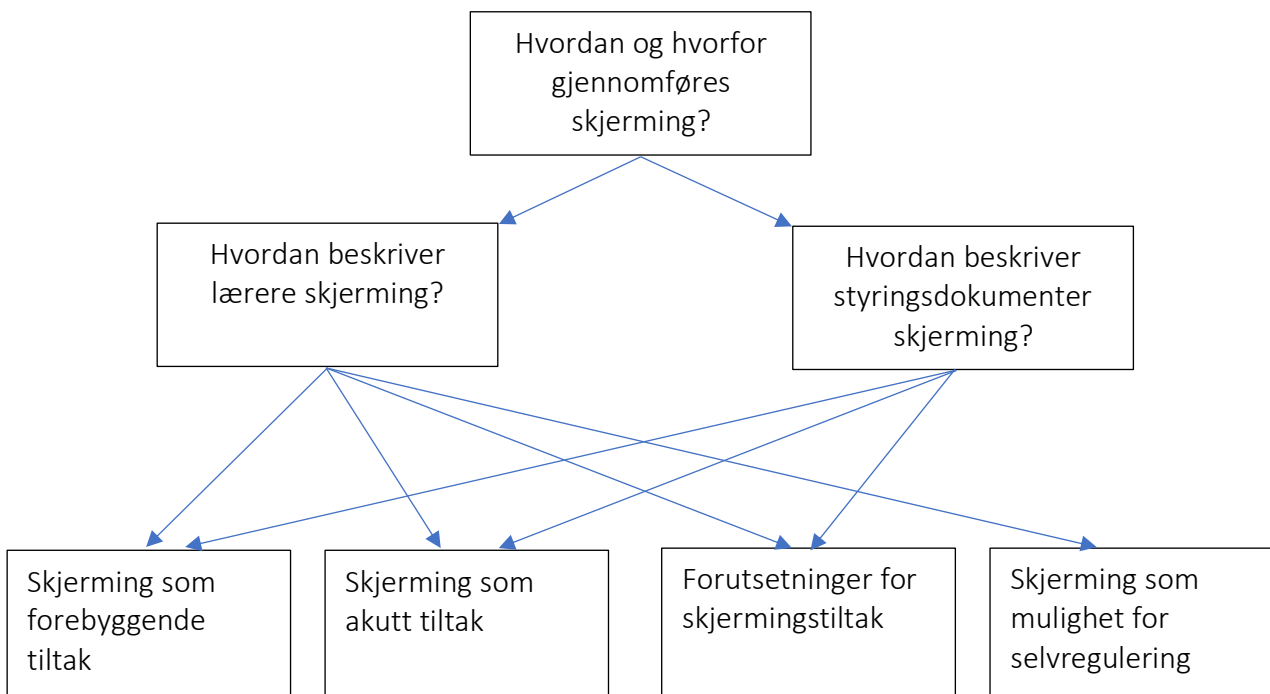 Hvordan og hvorfor
gjennomføres
skjerming?
Hvordan beskriver
lærere skjerming?
Hvordan beskriver
styringsdokumenter
skjerming?
Skjerming som
forebyggende
tiltak
Skjerming som
akutt tiltak
Forutsetninger for
skjermingstiltak
Skjerming som
mulighet for
selvregulering